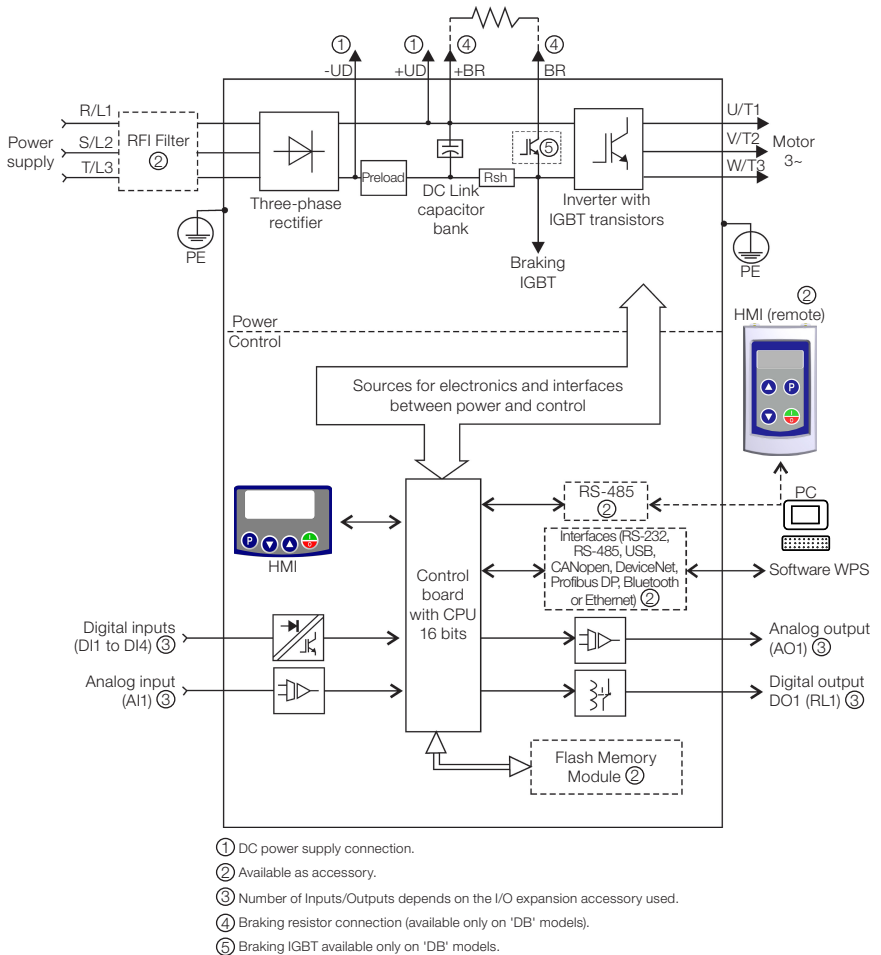 ① ① ④ ④
-UD +UD +BR BR
R/L1
S/L2
T/L3
Power
supply
RFI Filter
②
Three-phase
rectifier
Preload
DC Link
capacitor
bank
Rsh
⑤
Inverter with
IGBT transistors
U/T1
V/T2
W/T3
Motor
3~
PE
Braking
IGBT
PE
Power
Control
②
HMI (remote)
P
I
0
Sources for electronics and interfaces
between power and control
P
I
0
HMI
Control
board
with CPU
16 bits
RS-485
②
PC
Interfaces (RS-232,
RS-485, USB,
CANopen, DeviceNet,
Profibus DP, Bluetooth
or Ethernet) ②
Software WPS
Digital inputs
(DI1 to DI4) ③
Analog input
(AI1) ③
Analog output
(AO1) ③
Digital output
DO1 (RL1) ③
Flash Memory
Module ②
① DC power supply connection.
② Available as accessory.
③ Number of Inputs/Outputs depends on the I/O expansion accessory used.
④ Braking resistor connection (available only on 'DB' models).
⑤ Braking IGBT available only on 'DB' models.